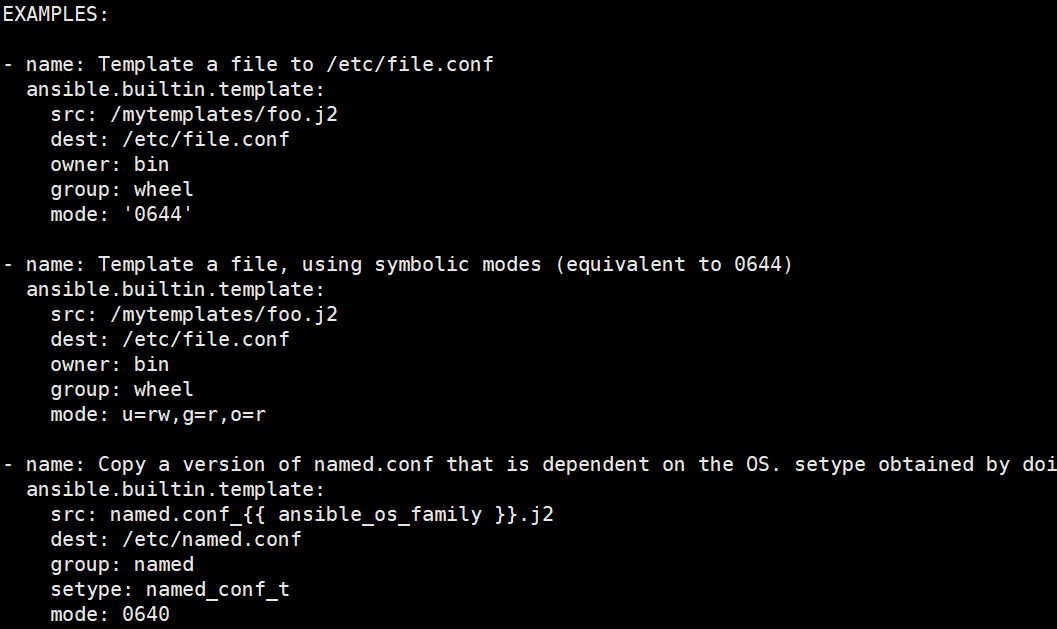 EXAMPLES:
- name: Template a file to /etc/file.conf
  ansible.builtin.template:
    src: /mytemplates/foo.j2
    dest: /etc/file.conf
    owner: bin
    group: wheel
    mode: '0644'
- name: Template a file, using symbolic modes (equivalent to 0644)
  ansible.builtin.template:
    src: /mytemplates/foo.j2
    dest: /etc/file.conf
    owner: bin
    group: wheel
    mode: u=rw,g=r,o=r
- name: Copy a version of named.conf that is dependent on the OS. setype obtained by doi
  ansible.builtin.template:
    src: named.conf_{{ ansible_os_family }}.j2
    dest: /etc/named.conf
    group: named
    setype: named_conf_t
    mode: 0640